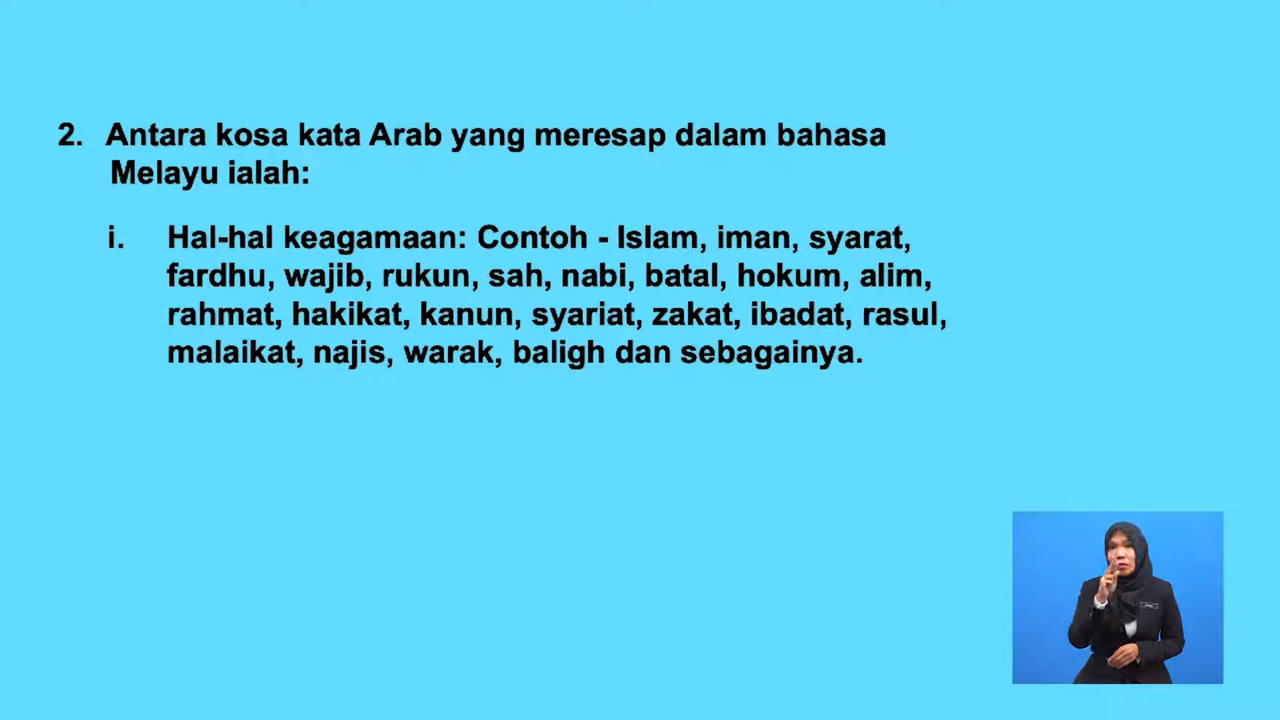 2. Antara kosa kata Arab yang meresap dalam bahasa
Melayu ialah:
i. Hal-hal keagamaan: Contoh - Islam, iman, syarat,
fardhu, wajib, rukun, sah, nabi, batal, hokum, alim,
rahmat, hakikat, kanun, syariat, zakat, ibadat, rasul,
malaikat, najis, warak, baligh dan sebagainya.